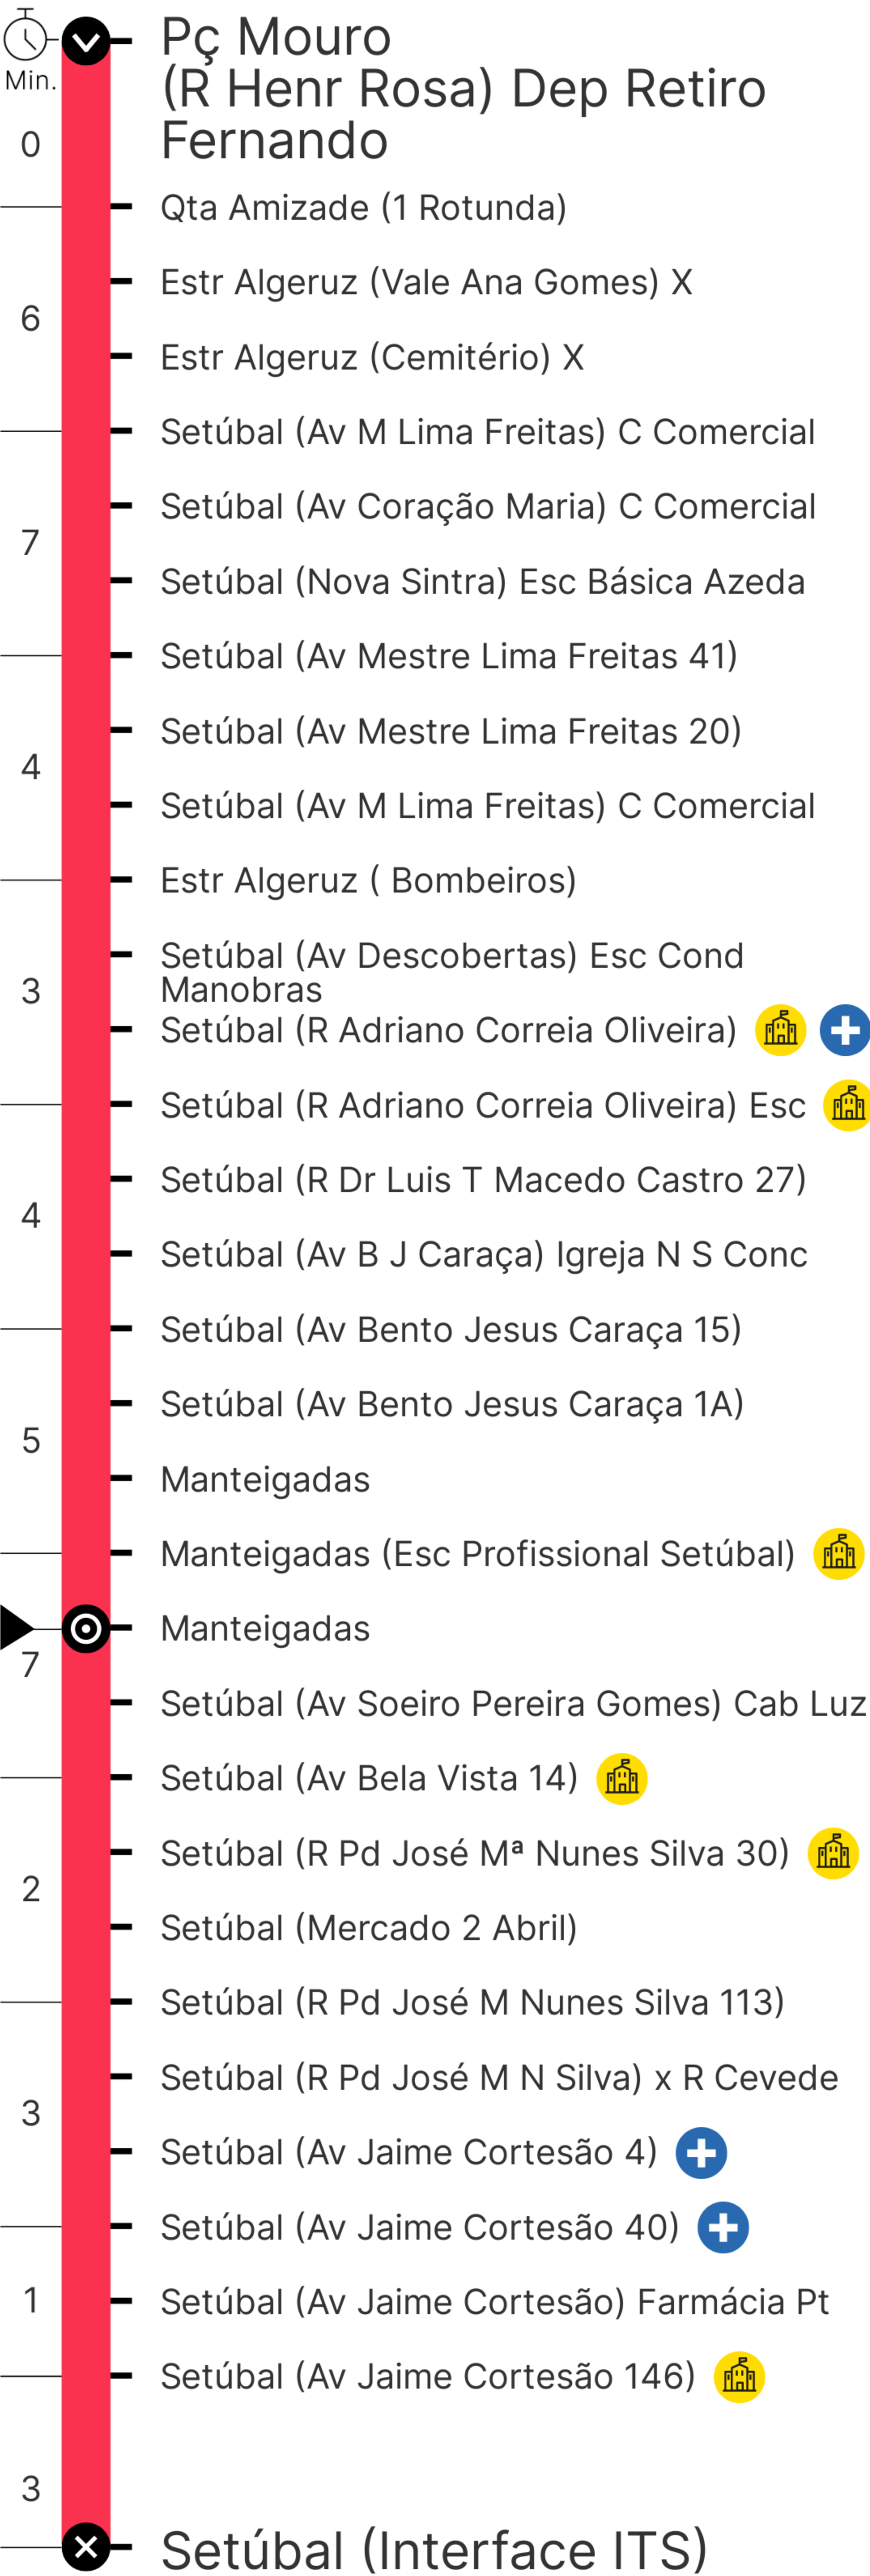 Pç Mouro
Min.
(R Henr Rosa) Dep Retiro
0
Fernando
Qta Amizade (1 Rotunda)
Estr Algeruz (Vale Ana Gomes) X
6
Estr Algeruz (Cemitério) X
Setúbal (Av M Lima Freitas) C Comercial
Setúbal (Av Coração Maria) C Comercial
7
Setúbal (Nova Sintra) Esc Básica Azeda
Setúbal (Av Mestre Lima Freitas 41)
Setúbal (Av Mestre Lima Freitas 20)
4
Setúbal (Av M Lima Freitas) C Comercial
Estr Algeruz ( Bombeiros)
Setúbal (Av Descobertas) Esc Cond
3
Manobras
Setúbal (R Adriano Correia Oliveira)
Setúbal (R Adriano Correia Oliveira) Esc
Setúbal (R Dr Luis T Macedo Castro 27)
4
Setúbal (Av B J Caraça) Igreja N S Conc
Setúbal (Av Bento Jesus Caraça 15)
Setúbal (Av Bento Jesus Caraça 1A)
5
Manteigadas
Manteigadas (Esc Profissional Setúbal)
Manteigadas
7
Setúbal (Av Soeiro Pereira Gomes) Cab Luz
Setúbal (Av Bela Vista 14)
Setúbal (R Pd José Mª Nunes Silva 30)
2
Setúbal (Mercado 2 Abril)
Setúbal (R Pd José M Nunes Silva 113)
Setúbal (R Pd José M N Silva) x R Cevede
3
Setúbal (Av Jaime Cortesão 4)
Setúbal (Av Jaime Cortesão 40)
1
Setúbal (Av Jaime Cortesão) Farmácia Pt
Setúbal (Av Jaime Cortesão 146)
3
Setúbal (Interface ITS)